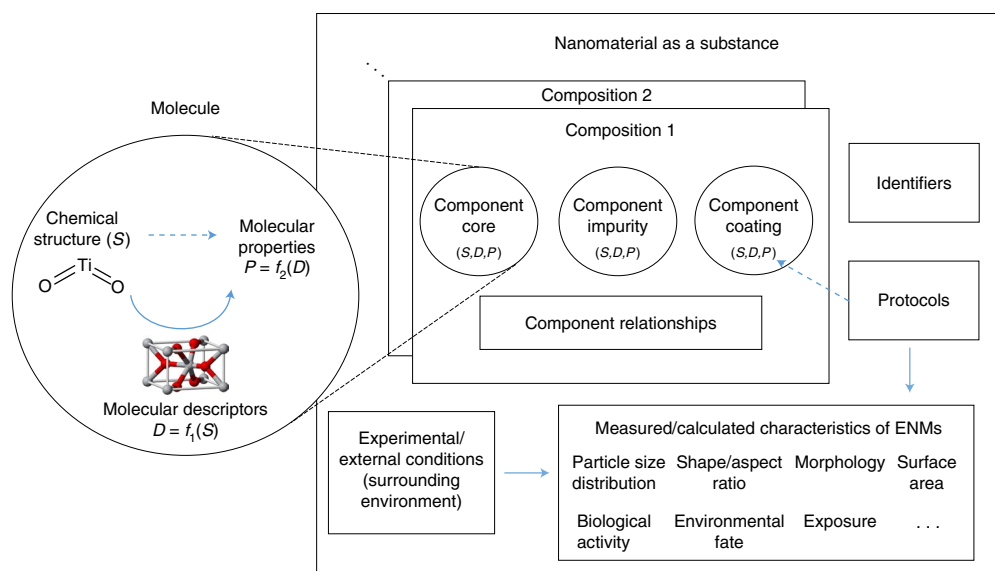 Nanomaterial as a substance
. . .
Composition 2
Composition 1
Molecule
Chemical
structure (S)
Molecular
properties
P = f2(D)
O
Ti
O
Molecular descriptors
D = f1(S)
Component
core
(S,D,P)
Component
impurity
(S,D,P)
Component
coating
(S,D,P)
Component relationships
Identifiers
Protocols
Experimental/
external conditions
(surrounding
environment)
Measured/calculated characteristics of ENMs
Particle size
distribution
Shape/aspect
ratio
Morphology
Surface
area
Biological
activity
Environmental
fate
Exposure
. . .